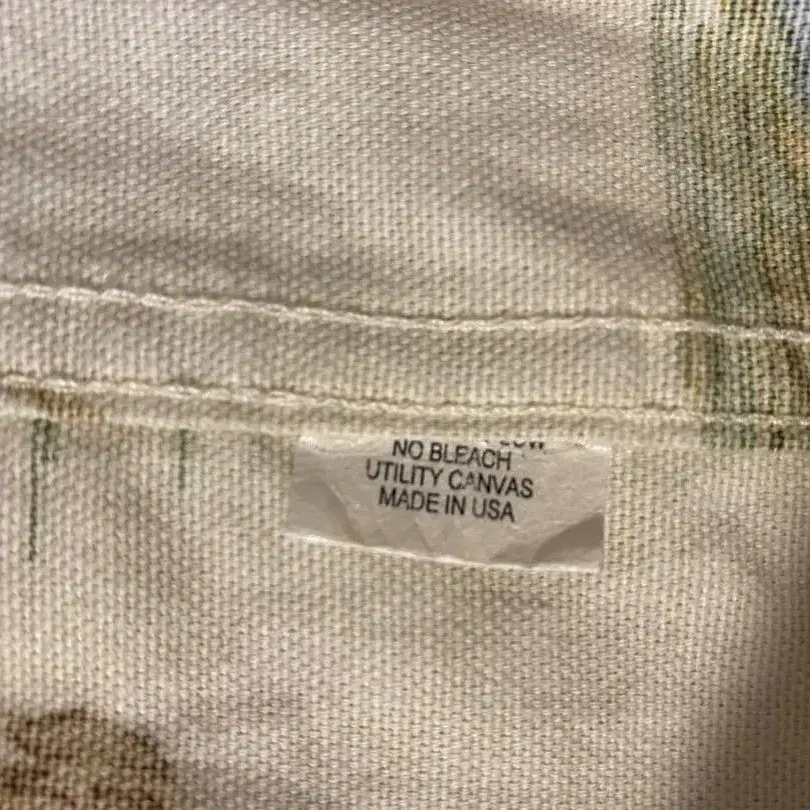 NO BLEACH
UTILITY CANVAS
MADE IN USA